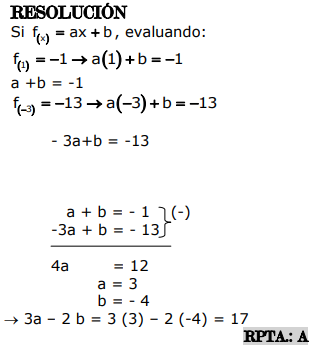 RESOLUCIÓN
Si f(x) = ax + b, evaluando:
f(1) = −1 → a(1) + b = −1
a +b = -1
f(−3) = −13 → a(−3) + b = −13
- 3a+b = -13
a + b = - 1 (-)
-3a + b = - 13
4a = 12
a = 3
b = - 4
→ 3a – 2 b = 3 (3) – 2 (-4) = 17
RPTA.: A